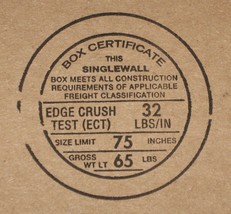 BOX CERTIFICATE
THIS
SINGLEWALL
BOX MEETS ALL CONSTRUCTION
REQUIREMENTS OF APPLICABLE
FREIGHT CLASSIFICATION
EDGE CRUSH 32
TEST (ECT) LBS/IN
SIZE LIMIT 75 INCHES
GROSS
WT LT 65 LBS